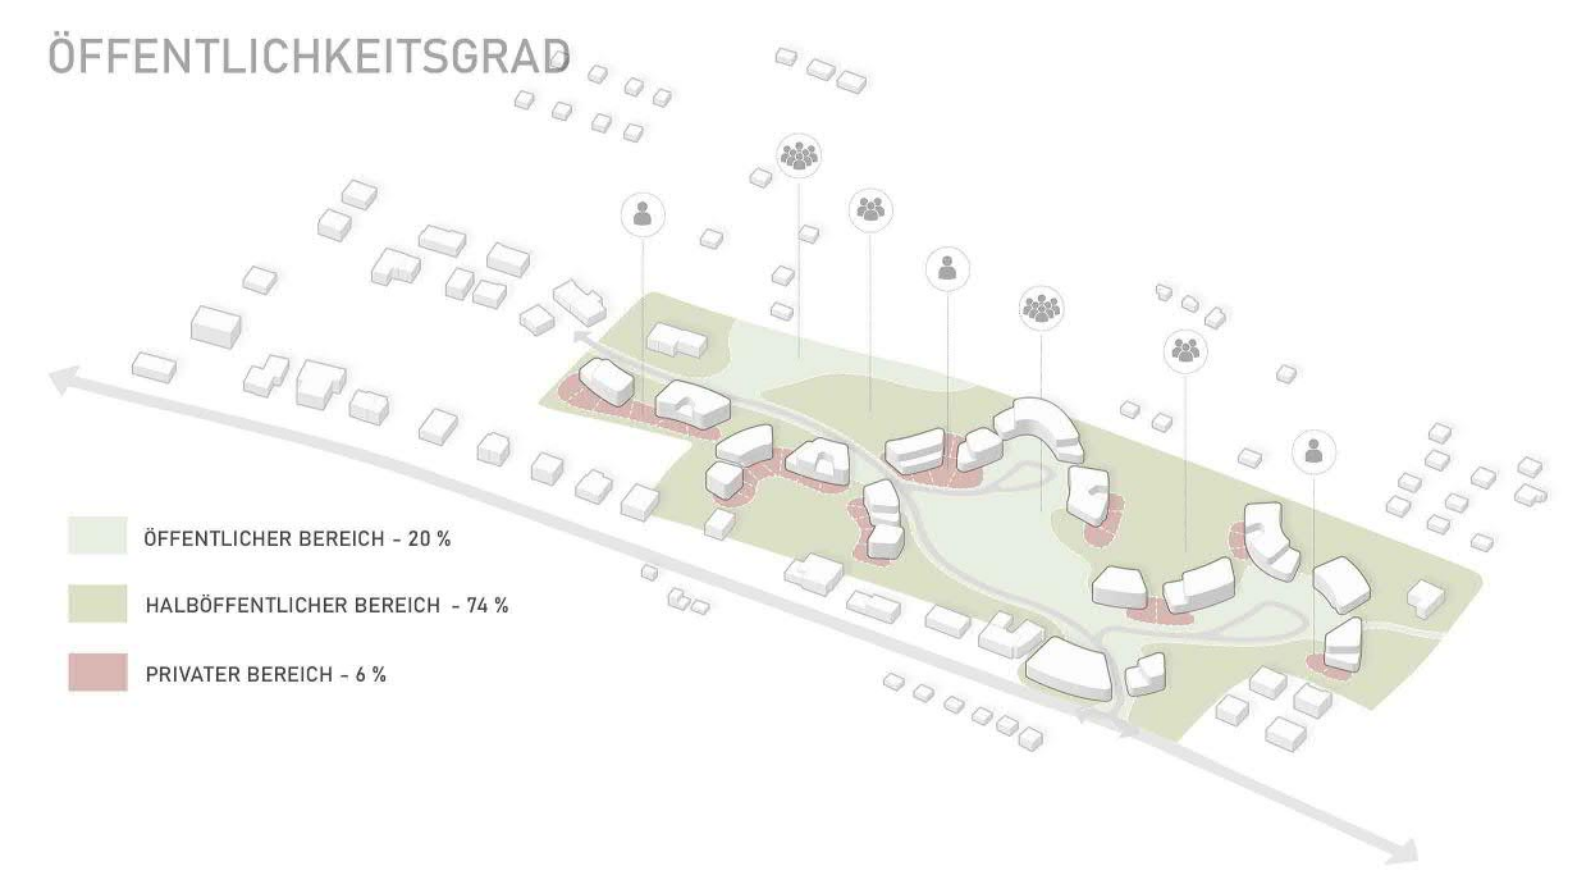 ÖFFENTLICHKEITSGRAD
ÖFFENTLICHER BEREICH - 20 %
HALBÖFFENTLICHER BEREICH - 74 %
PRIVATER BEREICH - 6 %